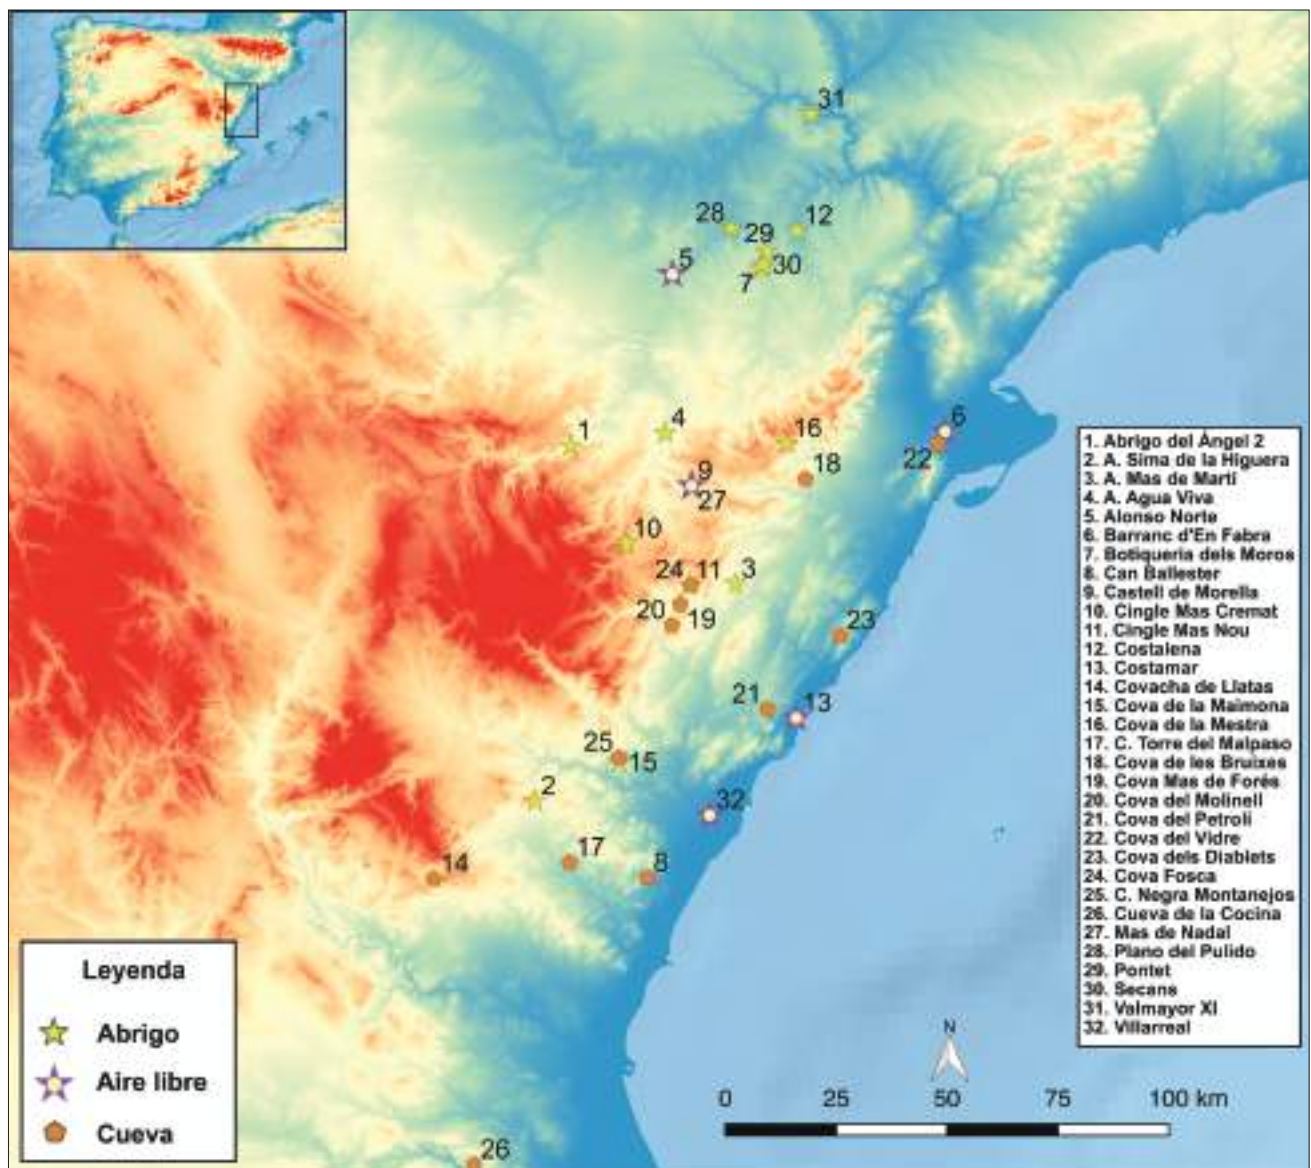 31
28
12
29
5
30
7
1
4
16
6
22
18
9
27
10
24
11
3
20
19
23
21
13
25
15
2
32
17
8
14
26
1. Abrigo del Ángel 2
2. A. Sima de la Higuera
3. A. Mas de Martí
4. A. Agua Viva
5. Alonso Norte
6. Barranc d'En Fabra
7. Botiqueria dels Moros
8. Can Ballester
9. Castell de Morella
10. Cingle Mas Cremat
11. Cingle Mas Nou
12. Costalena
13. Costamar
14. Covacha de Llatas
15. Cova de la Maimona
16. Cova de la Mestra
17. C. Torre del Malpaso
18. Cova de les Bruixes
19. Cova Mas de Forés
20. Cova del Molinell
21. Cova del Petroli
22. Cova del Vidre
23. Cova dels Diablets
24. Cova Fosca
25. C. Negra Montanejos
26. Cueva de la Cocina
27. Mas de Nadal
28. Plano del Pulido
29. Pontet
30. Secans
31. Valmayor XI
32. Villarreal
Leyenda
Abrigo
Aire libre
Cueva
N
0 25 50 75 100 km